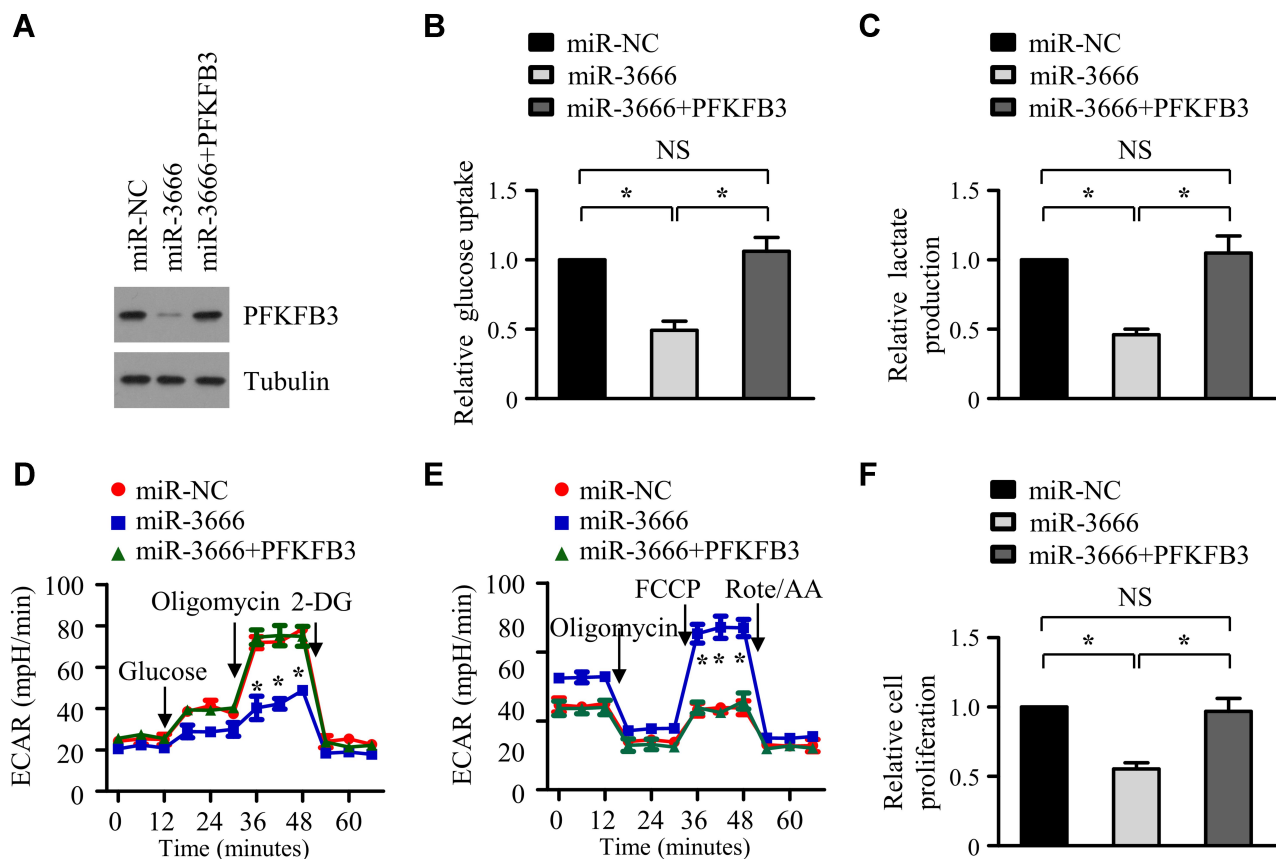 A
miR-NC
miR-3666
miR-3666+PFKFB3
PFKFB3
Tubulin
B
miR-NC
miR-3666
miR-3666+PFKFB3
NS
* *
Relative glucose uptake
1.5
1.0
0.5
0
C
miR-NC
miR-3666
miR-3666+PFKFB3
NS
* *
Relative lactate
production
1.5
1.0
0.5
0
D
miR-NC
miR-3666
miR-3666+PFKFB3
ECAR (mpH/min)
100
80
60
40
20
0
Glucose
Oligomycin
2-DG
* * *
0 12 24 36 48 60
Time (minutes)
E
miR-NC
miR-3666
miR-3666+PFKFB3
ECAR (mpH/min)
100
80
60
40
20
0
Oligomycin
FCCP
Rote/AA
* * *
0 12 24 36 48 60
Time (minutes)
F
miR-NC
miR-3666
miR-3666+PFKFB3
NS
* *
Relative cell
proliferation
1.5
1.0
0.5
0